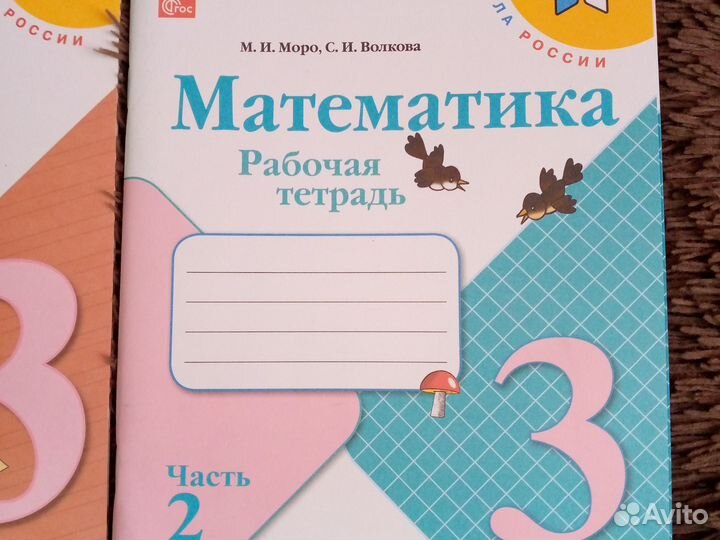 РОССИИ
3
ФГОС
ЛА РОССИИ
М. И. Моро, С. И. Волкова
Математика
Рабочая
тетрадь
3
Часть
2
Avito